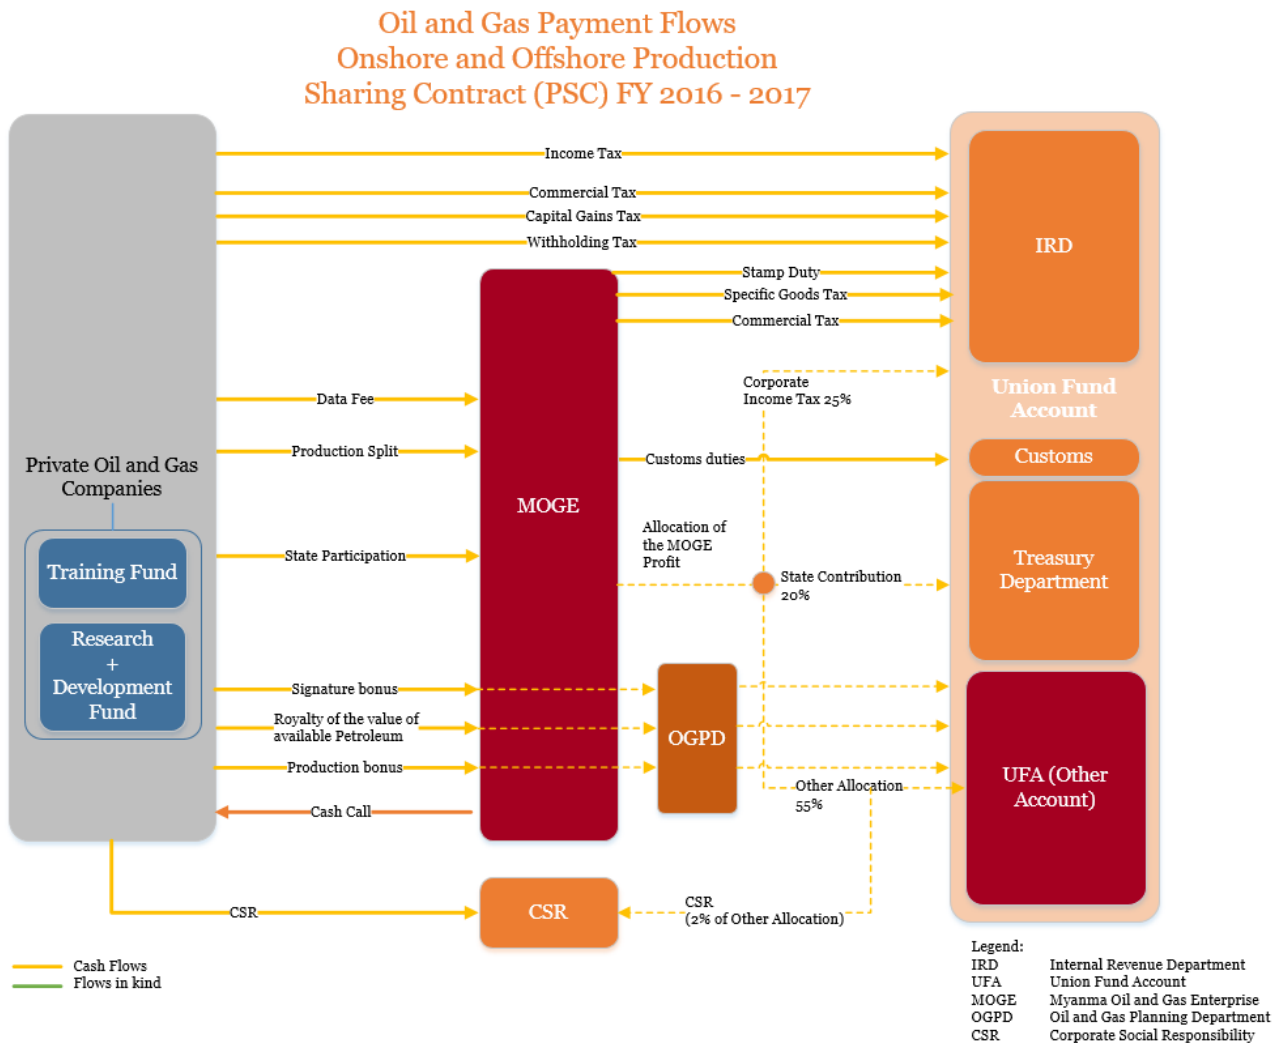 Oil and Gas Payment Flows
Onshore and Offshore Production
Sharing Contract (PSC) FY 2016 - 2017
Income Tax
Commercial Tax
Capital Gains Tax
Withholding Tax
IRD
Stamp Duty
Specific Goods Tax
Commercial Tax
Corporate
Income Tax 25%
Union Fund
Account
Data Fee
Production Split
Customs duties
Customs
Private Oil and Gas
Companies
MOGE
Allocation of
the MOGE
Profit
State Participation
Training Fund
State Contribution
20%
Treasury
Department
Research
+
Development
Fund
Signature bonus
Royalty of the value of
available Petroleum
Production bonus
OGPD
Other Allocation
55%
UFA (Other
Account)
Cash Call
CSR
CSR
CSR
(2% of Other Allocation)
Cash Flows
Flows in kind
Legend:
IRD Internal Revenue Department
UFA Union Fund Account
MOGE Myanma Oil and Gas Enterprise
OGPD Oil and Gas Planning Department
CSR Corporate Social Responsibility